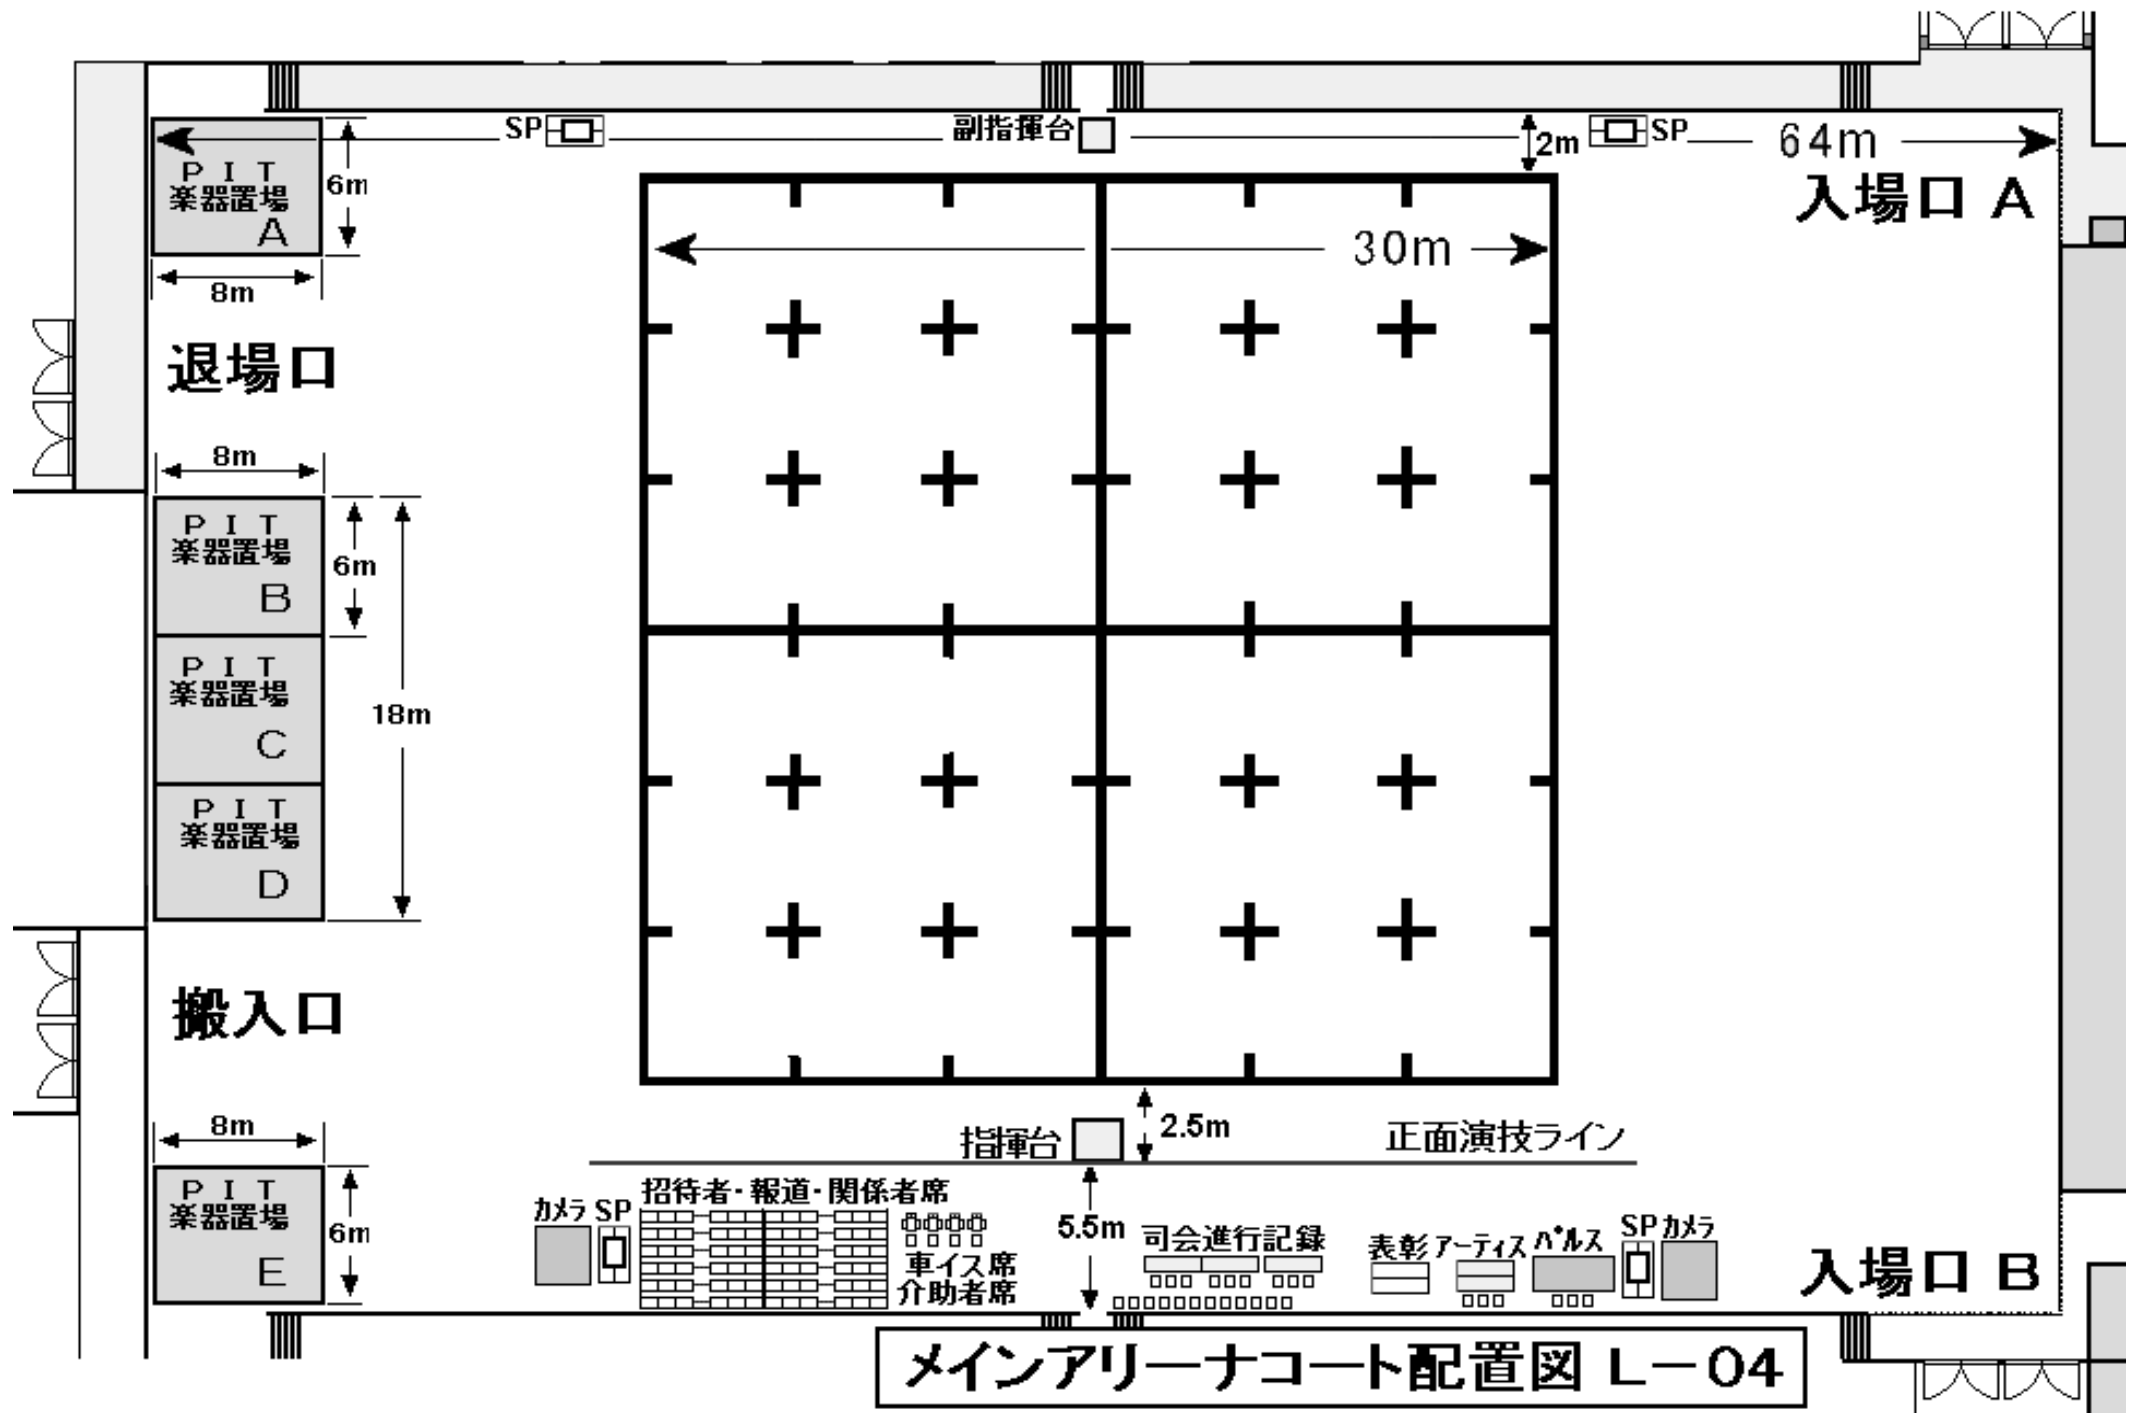 SP
副指揮台
2m
SP
64m
ＰＩＴ
楽器置場
A
6m
入場口 A
30m
8m
退場口
8m
ＰＩＴ
楽器置場
B
6m
ＰＩＴ
楽器置場
C
18m
ＰＩＴ
楽器置場
D
搬入口
8m
指揮台
2.5m
正面演技ライン
ＰＩＴ
楽器置場
E
6m
カメラ
SP
招待者・報道・関係者席
車イス席
介助者席
5.5m
司会進行記録
表彰
アーティス
パルス
SP
カメラ
入場口 B
メインアリーナコート配置図 L－04